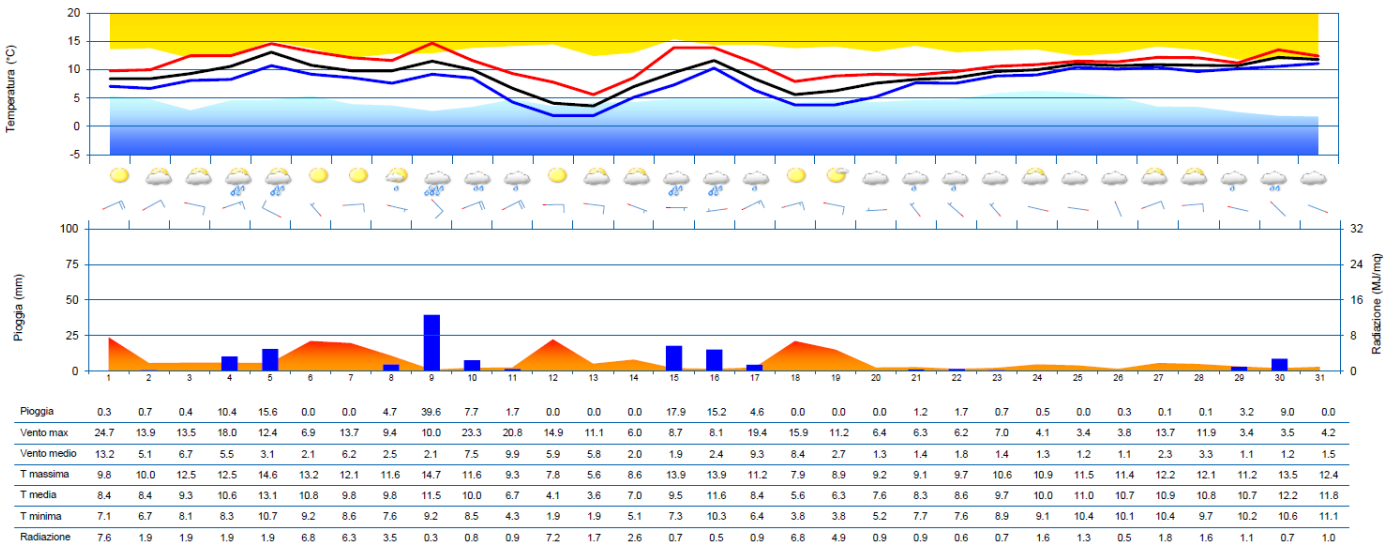 Temperatura (°C)
20
15
10
5
0
-5
Pioggia (mm)
100
75
50
25
0
Radiazione (MJ/mq)
32
24
16
8
0
1 2 3 4 5 6 7 8 9 10 11 12 13 14 15 16 17 18 19 20 21 22 23 24 25 26 27 28 29 30 31
Pioggia 0.3 0.7 0.4 10.4 15.6 0.0 0.0 4.7 39.6 7.7 1.7 0.0 0.0 0.0 17.9 15.2 4.6 0.0 0.0 0.0 1.2 1.7 0.7 0.5 0.0 0.3 0.1 0.1 3.2 9.0 0.0
Vento max 24.7 13.9 13.5 18.0 12.4 6.9 13.7 9.4 10.0 23.3 20.8 14.9 11.1 6.0 8.7 8.1 19.4 15.9 11.2 6.4 6.3 6.2 7.0 4.1 3.4 3.8 13.7 11.9 3.4 3.5 4.2
Vento medio 13.2 5.1 6.7 5.5 3.1 2.1 6.2 2.5 2.1 7.5 9.9 5.9 5.8 2.0 1.9 2.4 9.3 8.4 2.7 1.3 1.4 1.8 1.4 1.3 1.2 1.1 2.3 3.3 1.1 1.2 1.5
T massima 9.8 10.0 12.5 12.5 14.6 13.2 12.1 11.6 14.7 11.6 9.3 7.8 5.6 8.6 13.9 13.9 11.2 7.9 8.9 9.2 9.1 9.7 10.6 10.9 11.5 11.4 12.2 12.1 11.2 13.5 12.4
T media 8.4 8.4 9.3 10.6 13.1 10.8 9.8 9.8 11.5 10.0 6.7 4.1 3.6 7.0 9.5 11.6 8.4 5.6 6.3 7.6 8.3 8.6 9.7 10.0 11.0 10.7 10.9 10.8 10.7 12.2 11.8
T minima 7.1 6.7 8.1 8.3 10.7 9.2 8.6 7.6 9.2 8.5 4.3 1.9 1.9 5.1 7.3 10.3 6.4 3.8 3.8 5.2 7.7 7.6 8.9 9.1 10.4 10.1 10.4 9.7 10.2 10.6 11.1
Radiazione 7.6 1.9 1.9 1.9 1.9 6.8 6.3 3.5 0.3 0.8 0.9 7.2 1.7 2.6 0.7 0.5 0.9 6.8 4.9 0.9 0.9 0.6 0.7 1.6 1.3 0.5 1.8 1.6 1.1 0.7 1.0